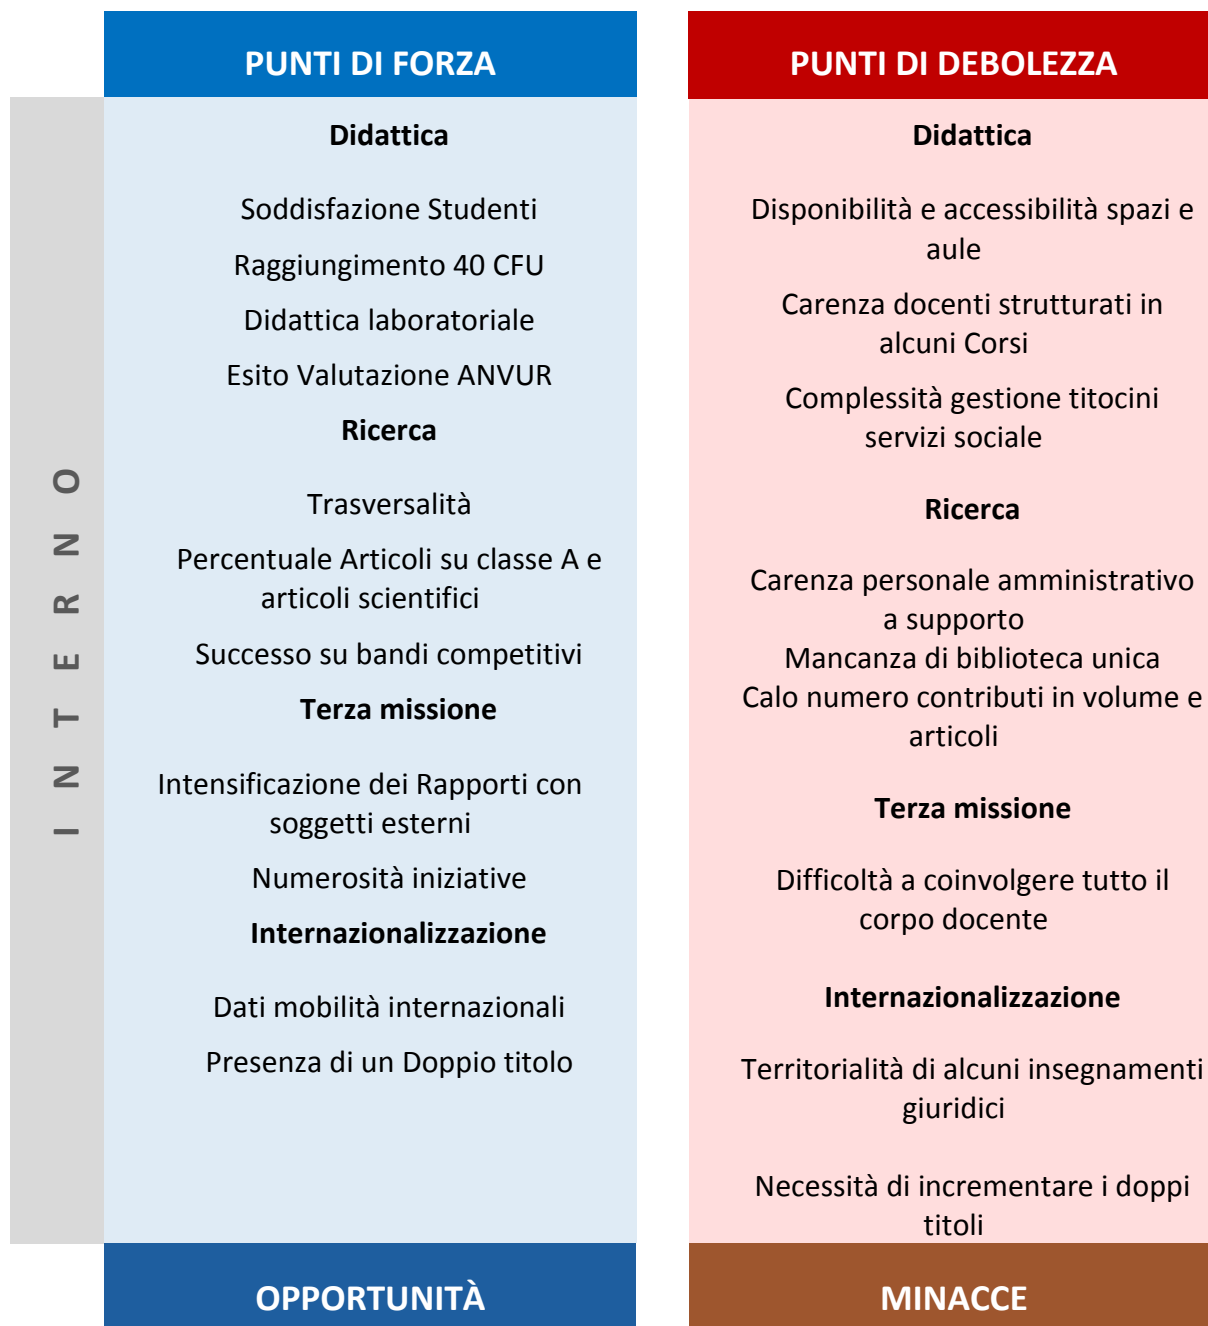 PUNTI DI FORZA
Didattica
Soddisfazione Studenti
Raggiungimento 40 CFU
Didattica laboratoriale
Esito Valutazione ANVUR
Ricerca
Trasversalità
Percentuale Articoli su classe A e
articoli scientifici
Successo su bandi competitivi
Terza missione
Intensificazione dei Rapporti con
soggetti esterni
Numerosità iniziative
Internazionalizzazione
Dati mobilità internazionali
Presenza di un Doppio titolo
PUNTI DI DEBOLEZZA
Didattica
Disponibilità e accessibilità spazi e
aule
Carenza docenti strutturati in
alcuni Corsi
Complessità gestione titocini
servizi sociale
Ricerca
Carenza personale amministrativo
a supporto
Mancanza di biblioteca unica
Calo numero contributi in volume e
articoli
Terza missione
Difficoltà a coinvolgere tutto il
corpo docente
Internazionalizzazione
Territorialità di alcuni insegnamenti
giuridici
Necessità di incrementare i doppi
titoli
INTERNO
OPPORTUNITÀ
MINACCE